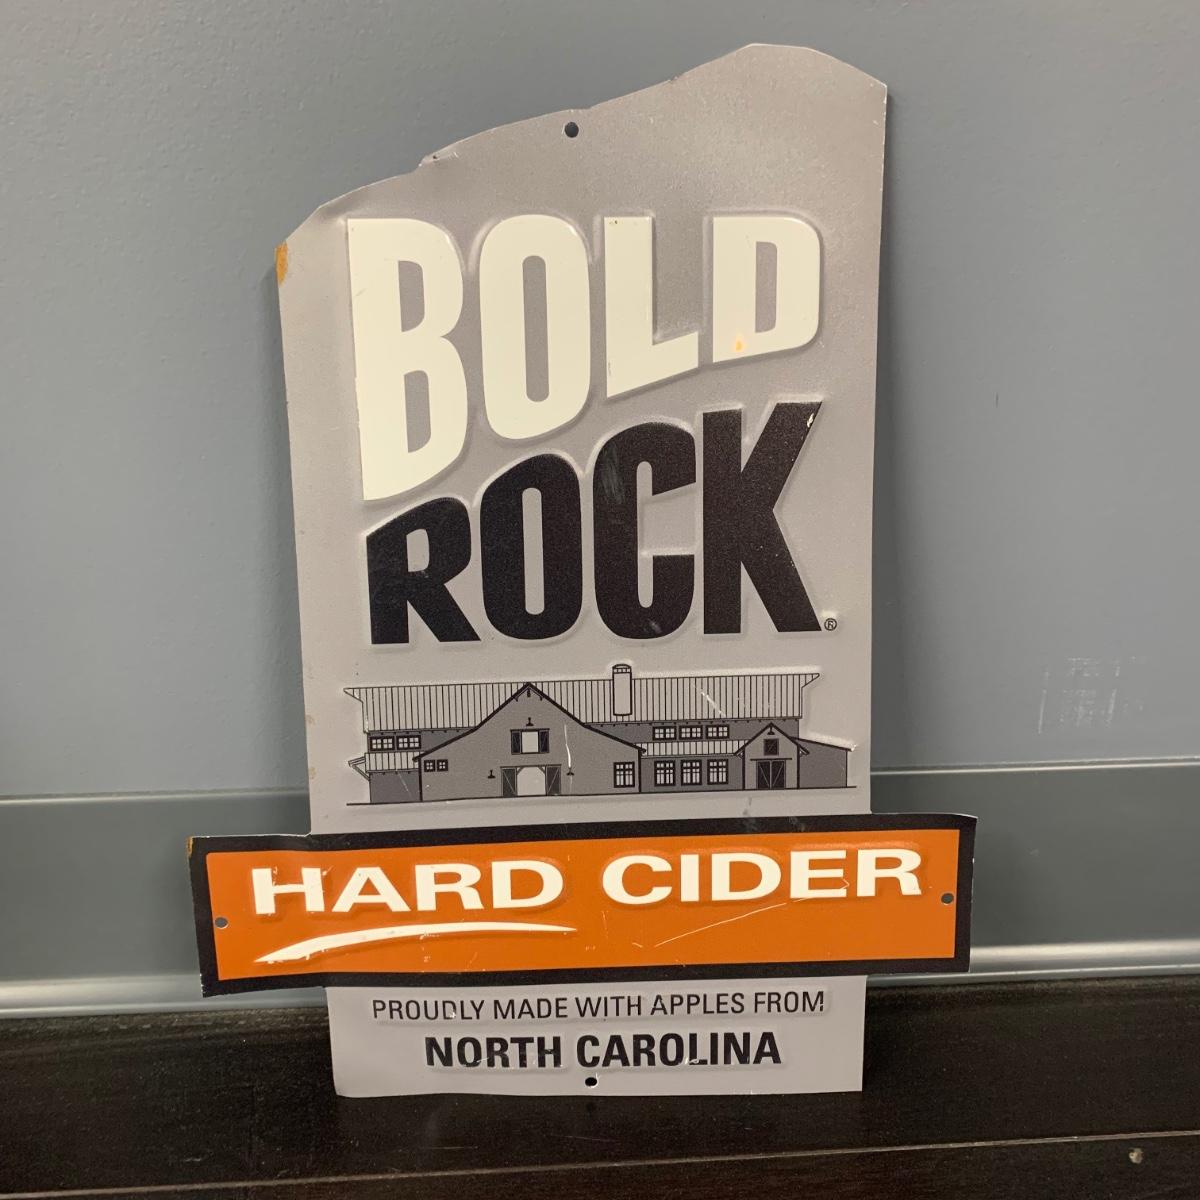 BOLD
ROCK®
HARD CIDER
PROUDLY MADE WITH APPLES FROM
NORTH CAROLINA